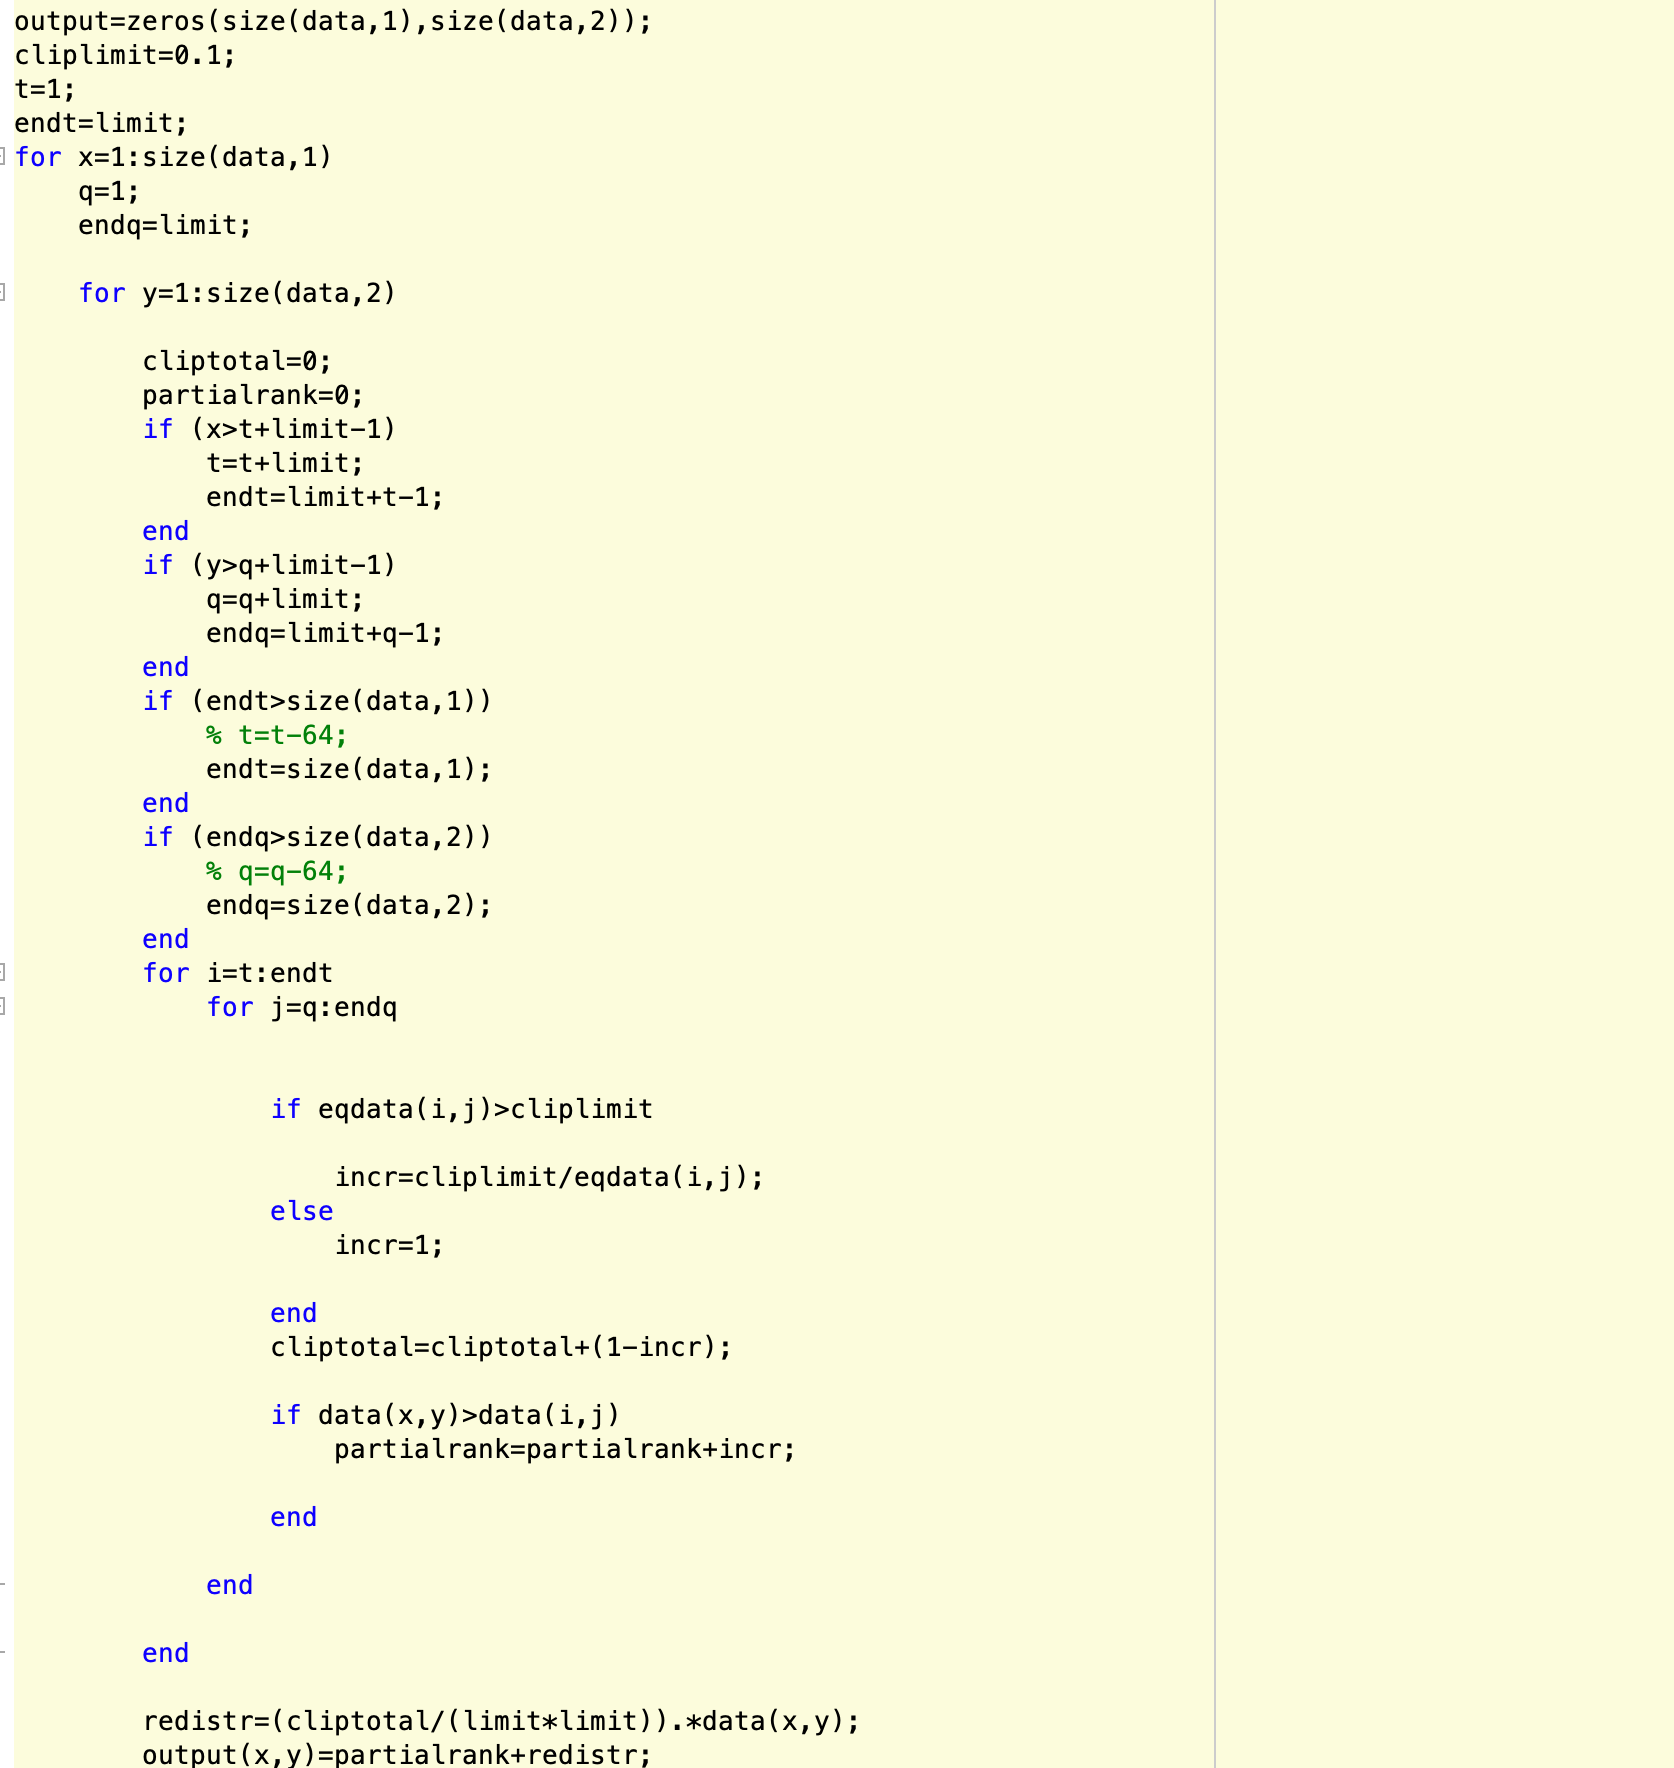 output=zeros(size(data,1),size(data,2));
cliplimit=0.1;
t=1;
endt=limit;
for x=1:size(data,1)
    q=1;
    endq=limit;
    for y=1:size(data,2)
        cliptotal=0;
        partialrank=0;
        if (x>t+limit-1)
            t=t+limit;
            endt=limit+t-1;
        end
        if (y>q+limit-1)
            q=q+limit;
            endq=limit+q-1;
        end
        if (endt>size(data,1))
            % t=t-64;
            endt=size(data,1);
        end
        if (endq>size(data,2))
            % q=q-64;
            endq=size(data,2);
        end
        for i=t:endt
            for j=q:endq
                if eqdata(i,j)>cliplimit
                    incr=cliplimit/eqdata(i,j);
                else
                    incr=1;
                end
                cliptotal=cliptotal+(1-incr);
                if data(x,y)>data(i,j)
                    partialrank=partialrank+incr;
                end
            end
        end
        redistr=(cliptotal/(limit*limit)).*data(x,y);
        output(x,y)=partialrank+redistr;